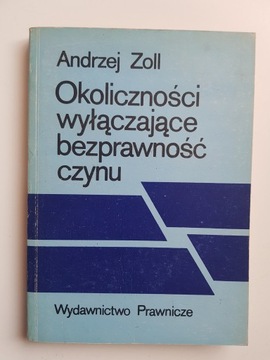 Andrzej Zoll
Okoliczności
wyłączające
bezprawność
czynu
Wydawnictwo Prawnicze